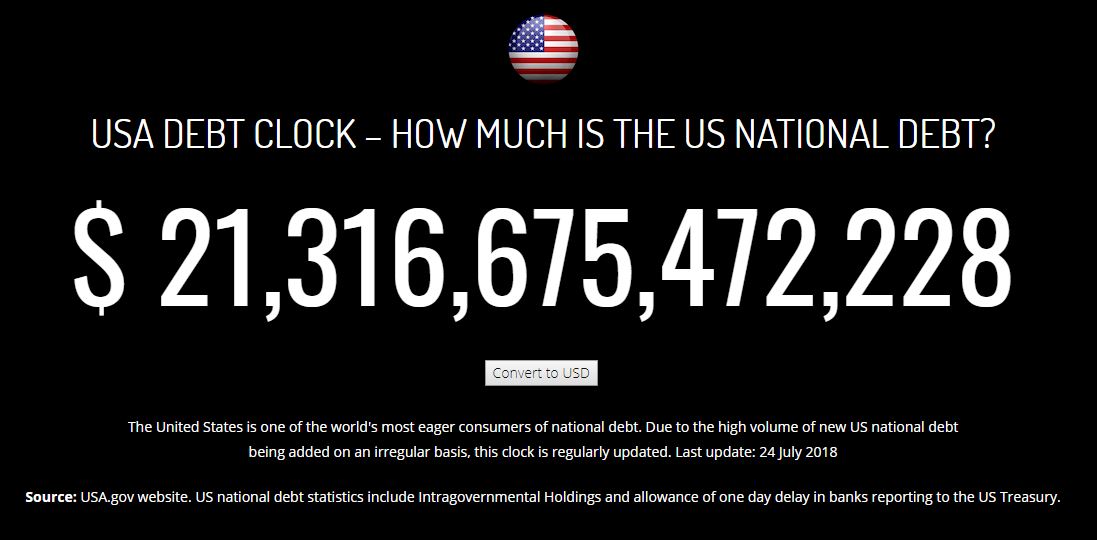 USA DEBT CLOCK – HOW MUCH IS THE US NATIONAL DEBT?
$ 21,316,675,472,228
Convert to USD
The United States is one of the world's most eager consumers of national debt. Due to the high volume of new US national debt
being added on an irregular basis, this clock is regularly updated. Last update: 24 July 2018
Source: USA.gov website. US national debt statistics include Intragovernmental Holdings and allowance of one day delay in banks reporting to the US Treasury.